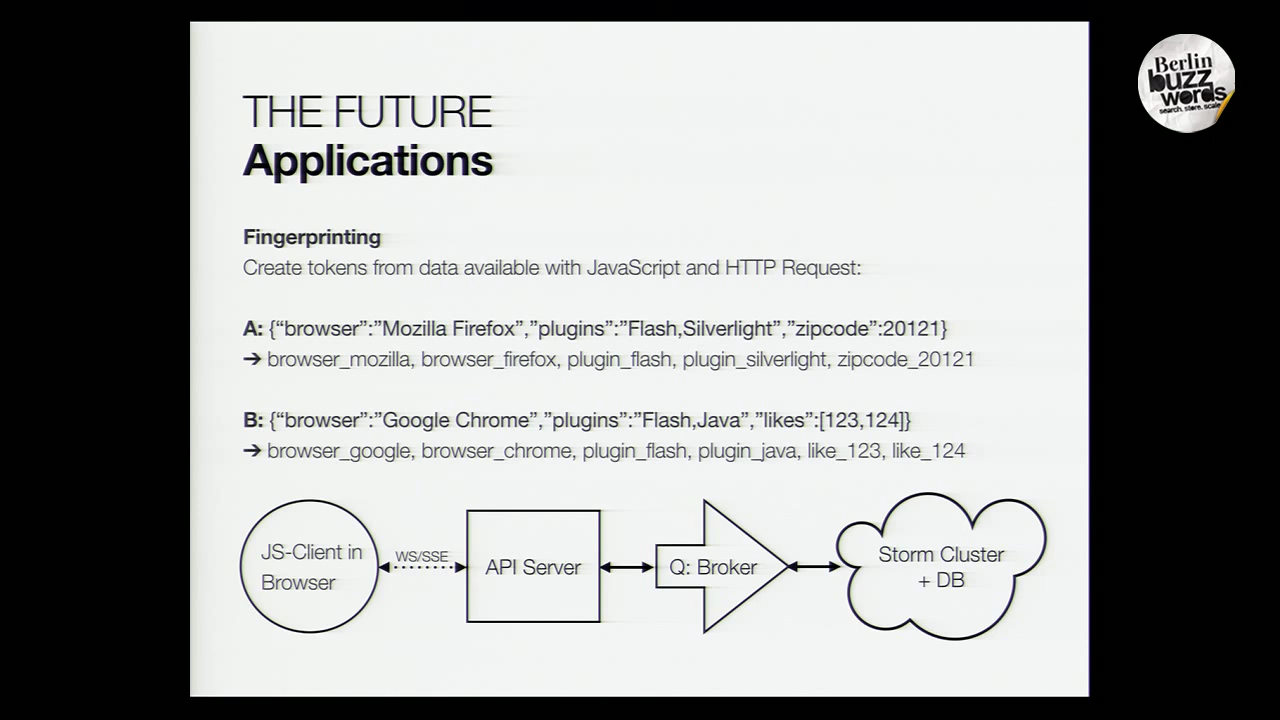 THE FUTURE
Applications
Fingerprinting
Create tokens from data available with JavaScript and HTTP Request:
A: {“browser”:”Mozilla Firefox”,”plugins”:”Flash,Silverlight”,”zipcode”:20121}
➔ browser_mozilla, browser_firefox, plugin_flash, plugin_silverlight, zipcode_20121
B: {“browser”:”Google Chrome”,”plugins”:”Flash,Java”,”likes”:[123,124]}
➔ browser_google, browser_chrome, plugin_flash, plugin_java, like_123, like_124
JS-Client in
Browser
WS/SSE
API Server
Q: Broker
Storm Cluster
+ DB
Berlin
buzz
words
search. store. scale